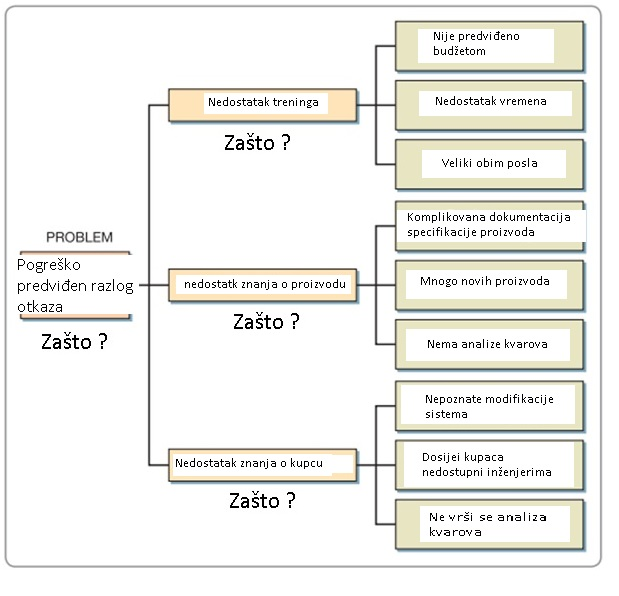 PROBLEM
Pogreško
predviđen razlog
otkaza
Zašto ?
Nedostatak treninga
Zašto ?
Nije predviđeno
budžetom
Nedostatak vremena
Veliki obim posla
nedostatk znanja o proizvodu
Zašto ?
Komplikovana dokumentacija
specifikacije proizvoda
Mnogo novih proizvoda
Nema analize kvarova
Nedostatak znanja o kupcu
Zašto ?
Nepoznate modifikacije
sistema
Dosijei kupaca
nedostupni inženjerima
Ne vrši se analiza
kvarova